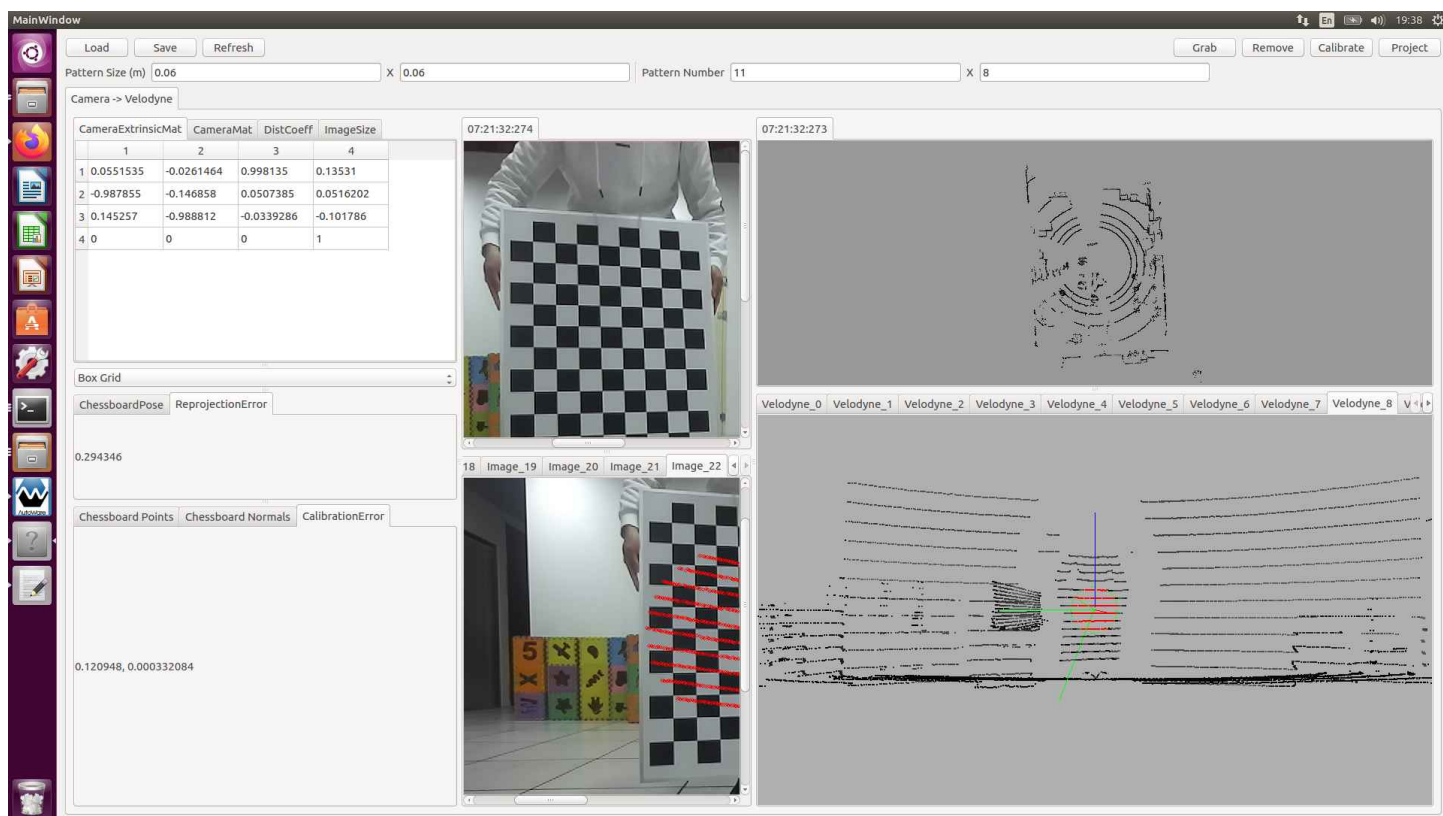 MainWindow
En
19:38
Load Save Refresh
Grab Remove Calibrate Project
Pattern Size (m) 0.06 X 0.06 Pattern Number 11 X 8
Camera -> Velodyne
CameraExtrinsicMat CameraMat DistCoeff ImageSize
1 2 3 4
1 0.0551535 -0.0261464 0.998135 0.13531
2 -0.987855 -0.146858 0.0507385 0.0516202
3 0.145257 -0.988812 -0.0339286 -0.101786
4 0 0 0 1
Box Grid
ChessboardPose ReprojectionError
0.294346
Chessboard Points Chessboard Normals CalibrationError
0.120948, 0.000332084
07:21:32:274
18 Image_19 Image_20 Image_21 Image_22
5
07:21:32:273
Velodyne_0 Velodyne_1 Velodyne_2 Velodyne_3 Velodyne_4 Velodyne_5 Velodyne_6 Velodyne_7 Velodyne_8 V
A
>_
AutoWare
?